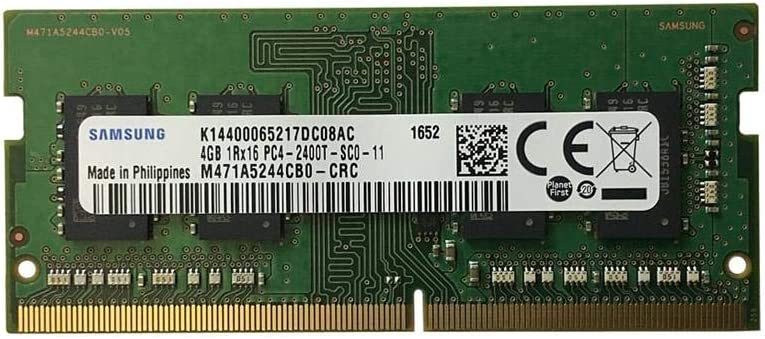 M471A5244CB0-V05
SAMSUNG
SAMSUNG
K14400065217DC08AC
1652
4GB 1Rx16 PC4-2400T-SC0-11
Made in Philippines
M471A5244CB0-CRC
Planet First
20